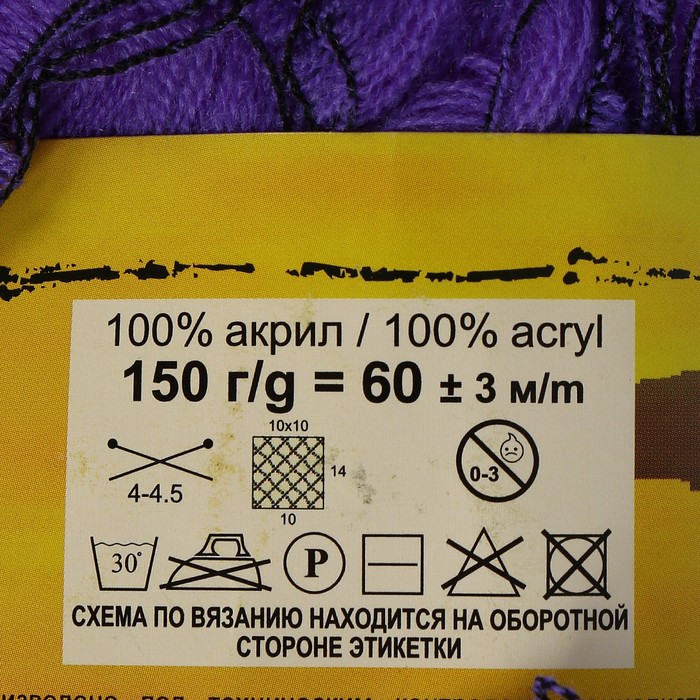 100% акрил / 100% acryl
150 г/g = 60 ± 3 м/m
10x10
14
4-4.5
10
0-3
30°
P
СХЕМА ПО ВЯЗАНИЮ НАХОДИТСЯ НА ОБОРОТНОЙ
СТОРОНЕ ЭТИКЕТКИ